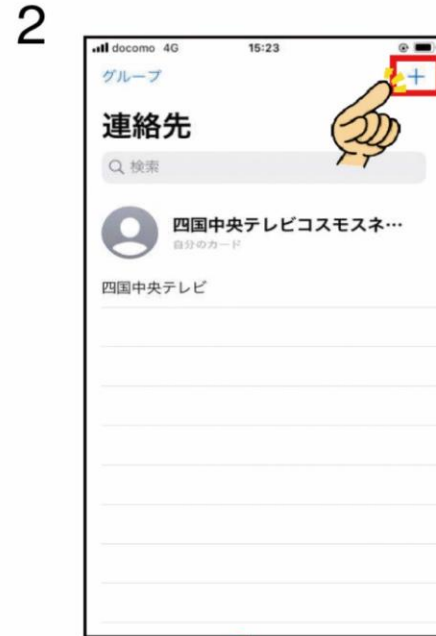 2
docomo 4G 15:23
グループ +
連絡先
検索
四国中央テレビコスモスネ…
自分のカード
四国中央テレビ